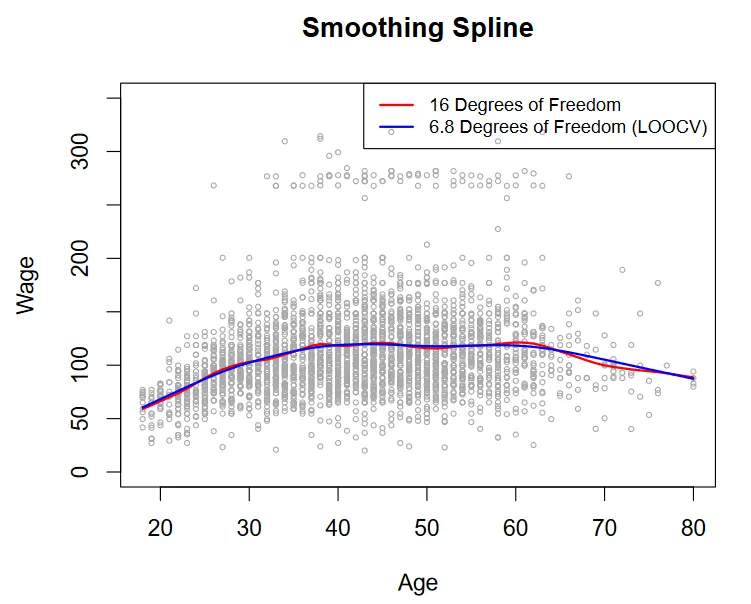 Smoothing Spline
16 Degrees of Freedom
6.8 Degrees of Freedom (LOOCV)
300
200
100
50
0
Wage
20 30 40 50 60 70 80
Age